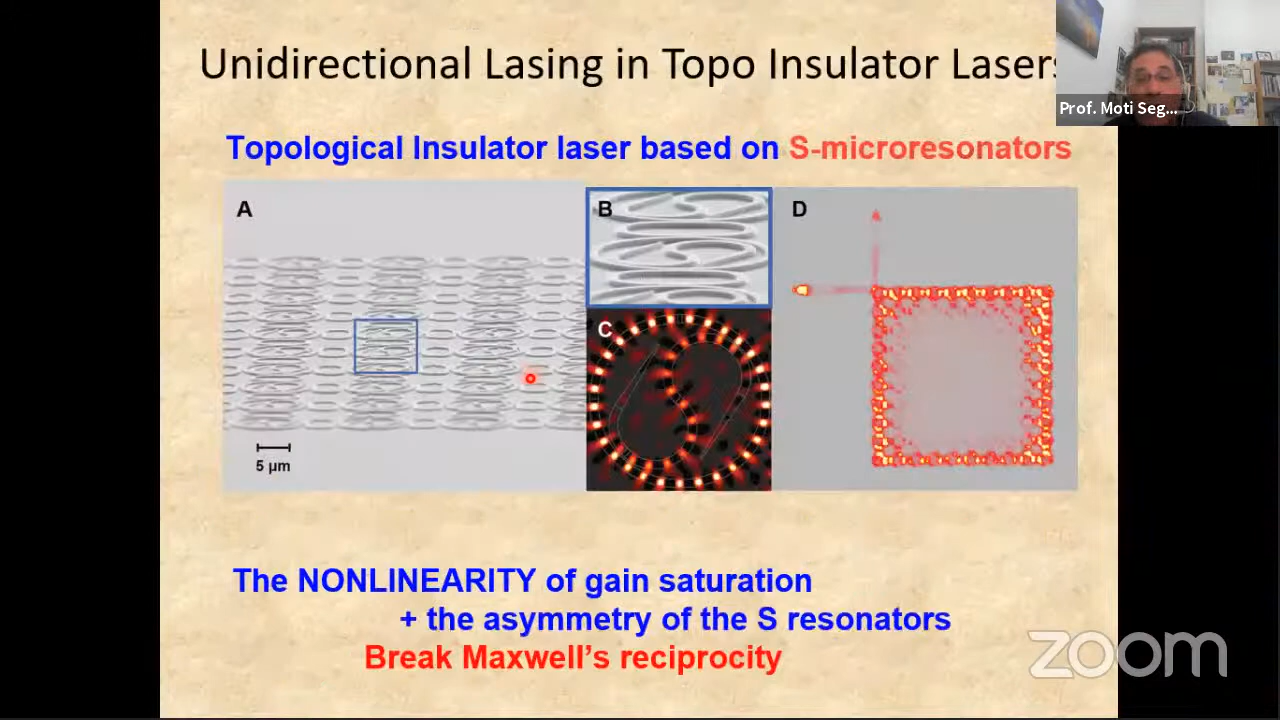 Unidirectional Lasing in Topo Insulator Lasers
Prof. Moti Seg...
Topological Insulator laser based on S-microresonators
A
B
C
D
5 µm
The NONLINEARITY of gain saturation
+ the asymmetry of the S resonators
Break Maxwell's reciprocity
zoom